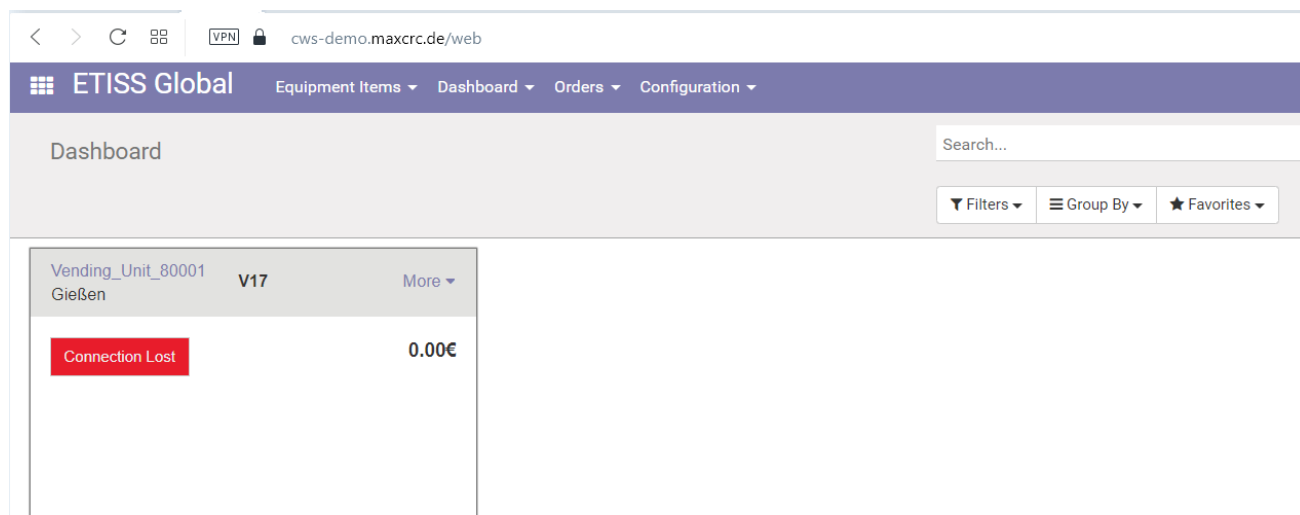 VPN cws-demo.maxcrc.de/web
ETISS Global Equipment Items Dashboard Orders Configuration
Dashboard
Search...
Filters Group By Favorites
Vending_Unit_80001 V17 More
Gießen
Connection Lost 0.00€